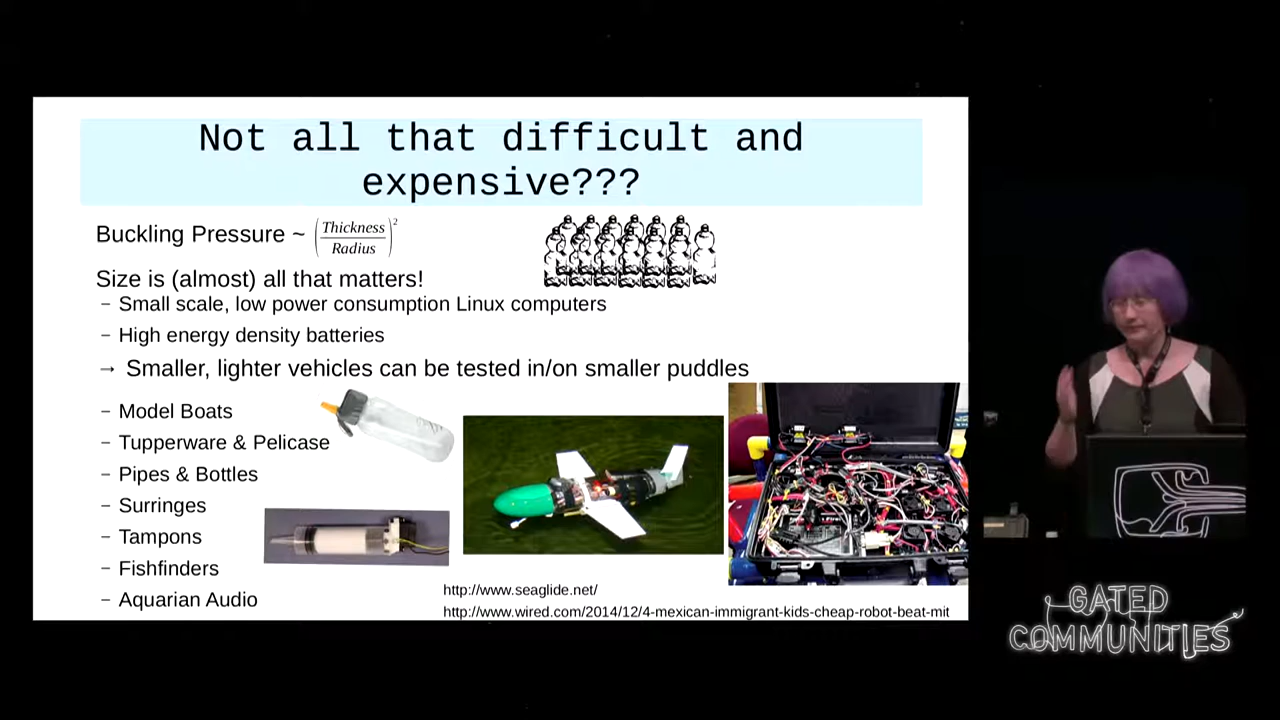 Not all that difficult and
expensive???
Buckling Pressure ~ (Thickness/Radius)²
Size is (almost) all that matters!
– Small scale, low power consumption Linux computers
– High energy density batteries
→ Smaller, lighter vehicles can be tested in/on smaller puddles
– Model Boats
– Tupperware & Pelicase
– Pipes & Bottles
– Surringes
– Tampons
– Fishfinders
– Aquarian Audio
http://www.seaglide.net/
http://www.wired.com/2014/12/4-mexican-immigrant-kids-cheap-robot-beat-mit
GATED
COMMUNITIES